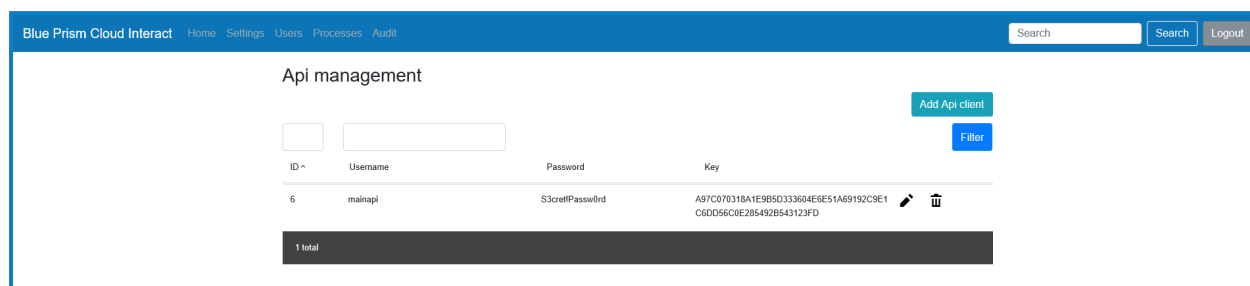 Blue Prism Cloud Interact Home Settings Users Processes Audit Search Search Logout
Api management
Add Api client
Filter
ID Username Password Key
6 mainapi S3cret!Passw0rd A97C070318A1E9B5D333604E6E51A69192C9E1
C6DD56C0E285492B543123FD
1 total